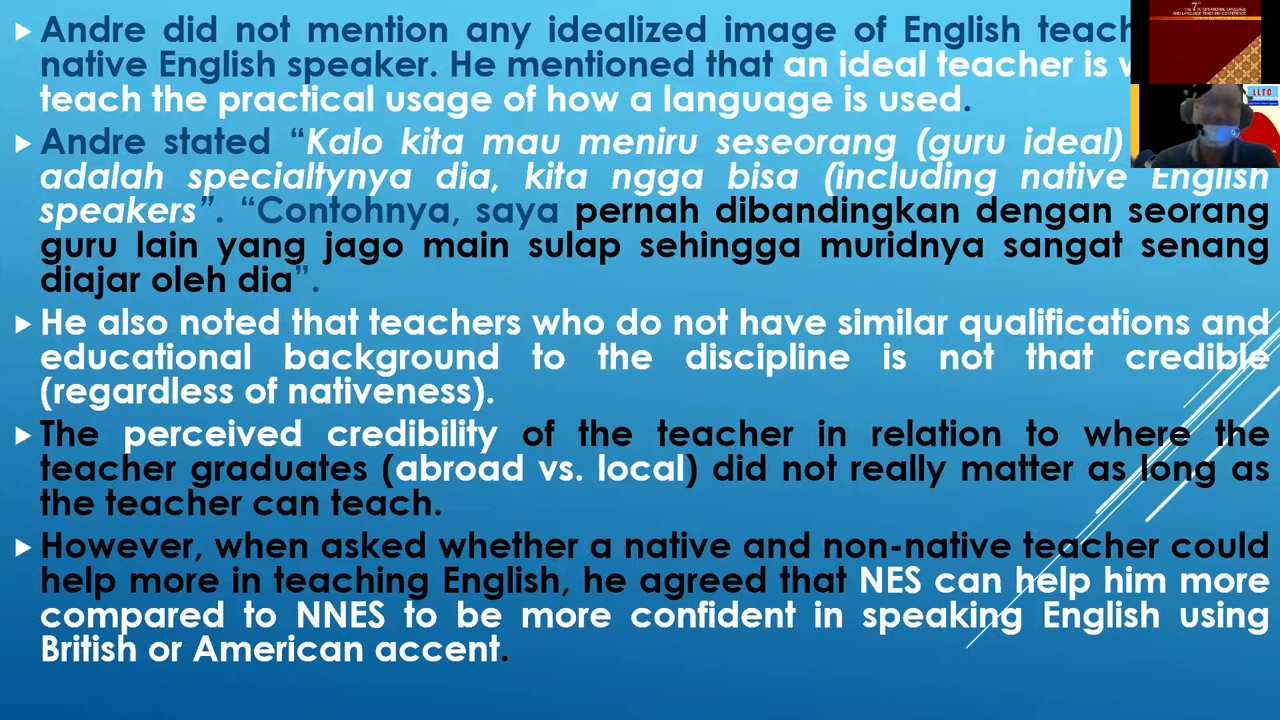 Andre did not mention any idealized image of English
native English speaker. He mentioned that an ideal teacher is
teach the practical usage of how a language is used.
Andre stated “Kalo kita mau meniru seseorang (guru ideal)
adalah specialtynya dia, kita ngga bisa (including native English
speakers”. “Contohnya, saya pernah dibandingkan dengan seorang
guru lain yang jago main sulap sehingga muridnya sangat senang
diajar oleh dia”.
He also noted that teachers who do not have similar qualifications and
educational background to the discipline is not that credible
(regardless of nativeness).
The perceived credibility of the teacher in relation to where the
teacher graduates (abroad vs. local) did not really matter as long as
the teacher can teach.
However, when asked whether a native and non-native teacher could
help more in teaching English, he agreed that NES can help him more
compared to NNES to be more confident in speaking English using
British or American accent.
LLTC